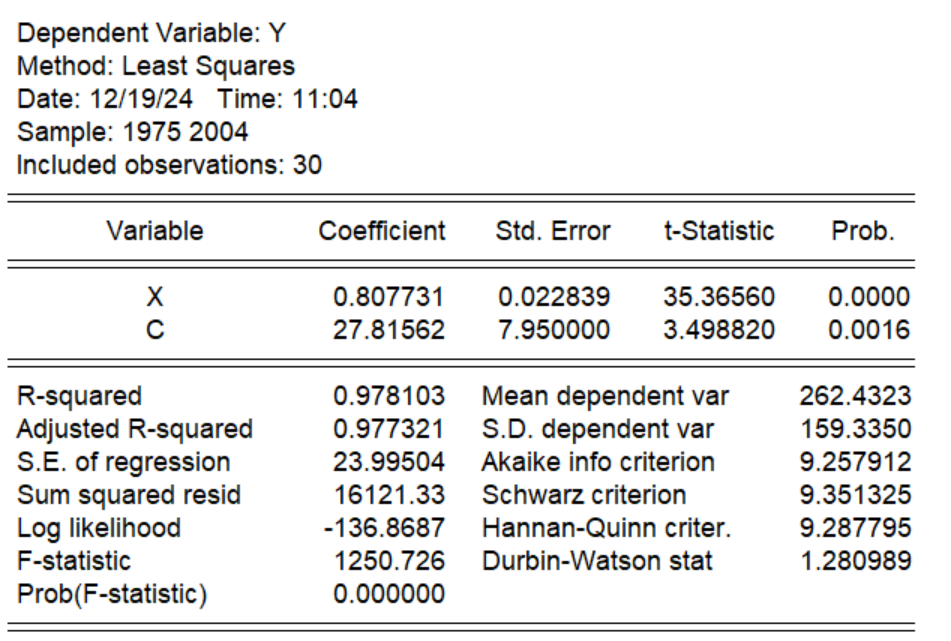 Dependent Variable: Y
Method: Least Squares
Date: 12/19/24 Time: 11:04
Sample: 1975 2004
Included observations: 30
Variable Coefficient Std. Error t-Statistic Prob.
X 0.807731 0.022839 35.36560 0.0000
C 27.81562 7.950000 3.498820 0.0016
R-squared 0.978103 Mean dependent var 262.4323
Adjusted R-squared 0.977321 S.D. dependent var 159.3350
S.E. of regression 23.99504 Akaike info criterion 9.257912
Sum squared resid 16121.33 Schwarz criterion 9.351325
Log likelihood -136.8687 Hannan-Quinn criter. 9.287795
F-statistic 1250.726 Durbin-Watson stat 1.280989
Prob(F-statistic) 0.000000